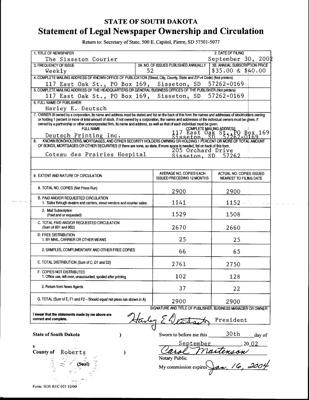 STATE OF SOUTH DAKOTA
Statement of Legal Newspaper Ownership and Circulation
Return to: Secretary of State, 500 E. Capitol, Pierre, SD 57501-5077
1. TITLE OF NEWSPAPER
2. DATE OF FILING
The Sisseton Courier
September 30, 2002
3. FREQUENCY OF ISSUE
3A. NO. OF ISSUES PUBLISHED ANNUALLY
3B. ANNUAL SUBSCRIPTION PRICE
Weekly
52
$35.00 & $40.00
4. COMPLETE MAILING ADDRESS OF KNOWN OFFICE OF PUBLICATION (Street, City, County, State and ZIP+4 Code) (Not printers)
117 East Oak St., PO Box 169, Sisseton, SD 57262-0169
5. COMPLETE MAILING ADDRESS OF THE HEADQUARTERS OR GENERAL BUSINESS OFFICES OF THE PUBLISHER (Not printers)
117 East Oak St., PO Box 169, Sisseton, SD 57262-0169
6. FULL NAME OF PUBLISHER
Harley E. Deutsch
7. OWNER (If owned by a corporation, its name and address must be stated and list at the back of this form the names and addresses of stockholders owning
or holding 1 percent or more of total amount of stock. If not owned by a corporation, the names and addresses of the individual owners must be given. If
owned by a partnership or other unincorporated firm, its name and address, as well as that of each individual must be given.
FULL NAME
COMPLETE MAILING ADDRESS
117 East Oak St., PO Box 169
Deutsch Printing Inc.
Sisseton, SD 57262
8. KNOWN BONDHOLDERS, MORTGAGEES, AND OTHER SECURITY HOLDERS OWNING OR HOLDING 1 PERCENT OR MORE OF TOTAL AMOUNT
OF BONDS, MORTGAGES OR OTHER SECURITIES (If there are none, so state. If more space is needed, list on back of this form.)
205 Orchard Drive
Coteau des Prairies Hospital
Sisseton, SD 57262
9. EXTENT AND NATURE OF CIRCULATION
AVERAGE NO. COPIES EACH ISSUED PRECEDING 12 MONTHS
ACTUAL NO. COPIES ISSUED NEAREST TO FILING DATE
A. TOTAL NO. COPIES (Net Press Run)
2900
2900
B. PAID AND/OR REQUESTED CIRCULATION
1. Sales through dealers and carriers, street vendors and counter sales
1141
1152
2. Mail Subscription
(Paid and or requested)
1529
1508
C. TOTAL PAID AND/OR REQUESTED CIRCULATION
(Sum of 9B1 and 9B2)
2670
2660
D. FREE DISTRIBUTION
1. BY MAIL, CARRIER OR OTHER MEANS
25
25
2. SAMPLES, COMPLIMENTARY AND OTHER FREE COPIES
66
65
E. TOTAL DISTRIBUTION (Sum of C, D1 and D2)
2761
2750
F. COPIES NOT DISTRIBUTED
1. Office use, left over, unaccounted, spoiled after printing
102
128
2. Return from News Agents
37
22
G. TOTAL (Sum of E, F1 and F2 - Should equal net press run shown in A)
2900
2900
I swear that the statements made by me above are
correct and complete.
SIGNATURE AND TITLE OF PUBLISHER, BUSINESS MANAGER OR OWNER
Harley E Deutsch President
State of South Dakota )
Sworn to before me this 30th day of
September 20 02
County of Roberts )
Carol Martenson
Notary Public
(Seal)
My commission expires Jan. 16, 2004
Form: SOS REC 051 10/00